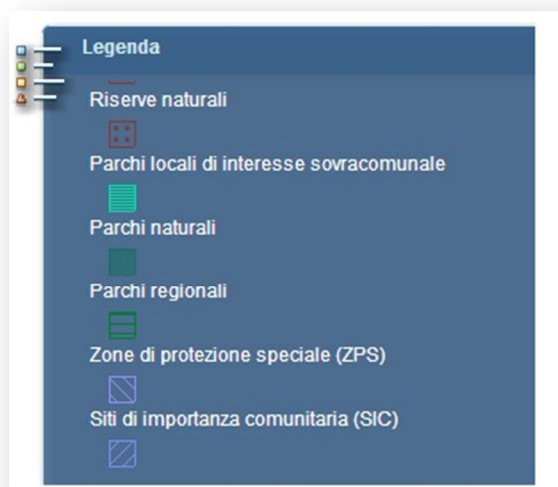 Legenda
Riserve naturali
Parchi locali di interesse sovracomunale
Parchi naturali
Parchi regionali
Zone di protezione speciale (ZPS)
Siti di importanza comunitaria (SIC)